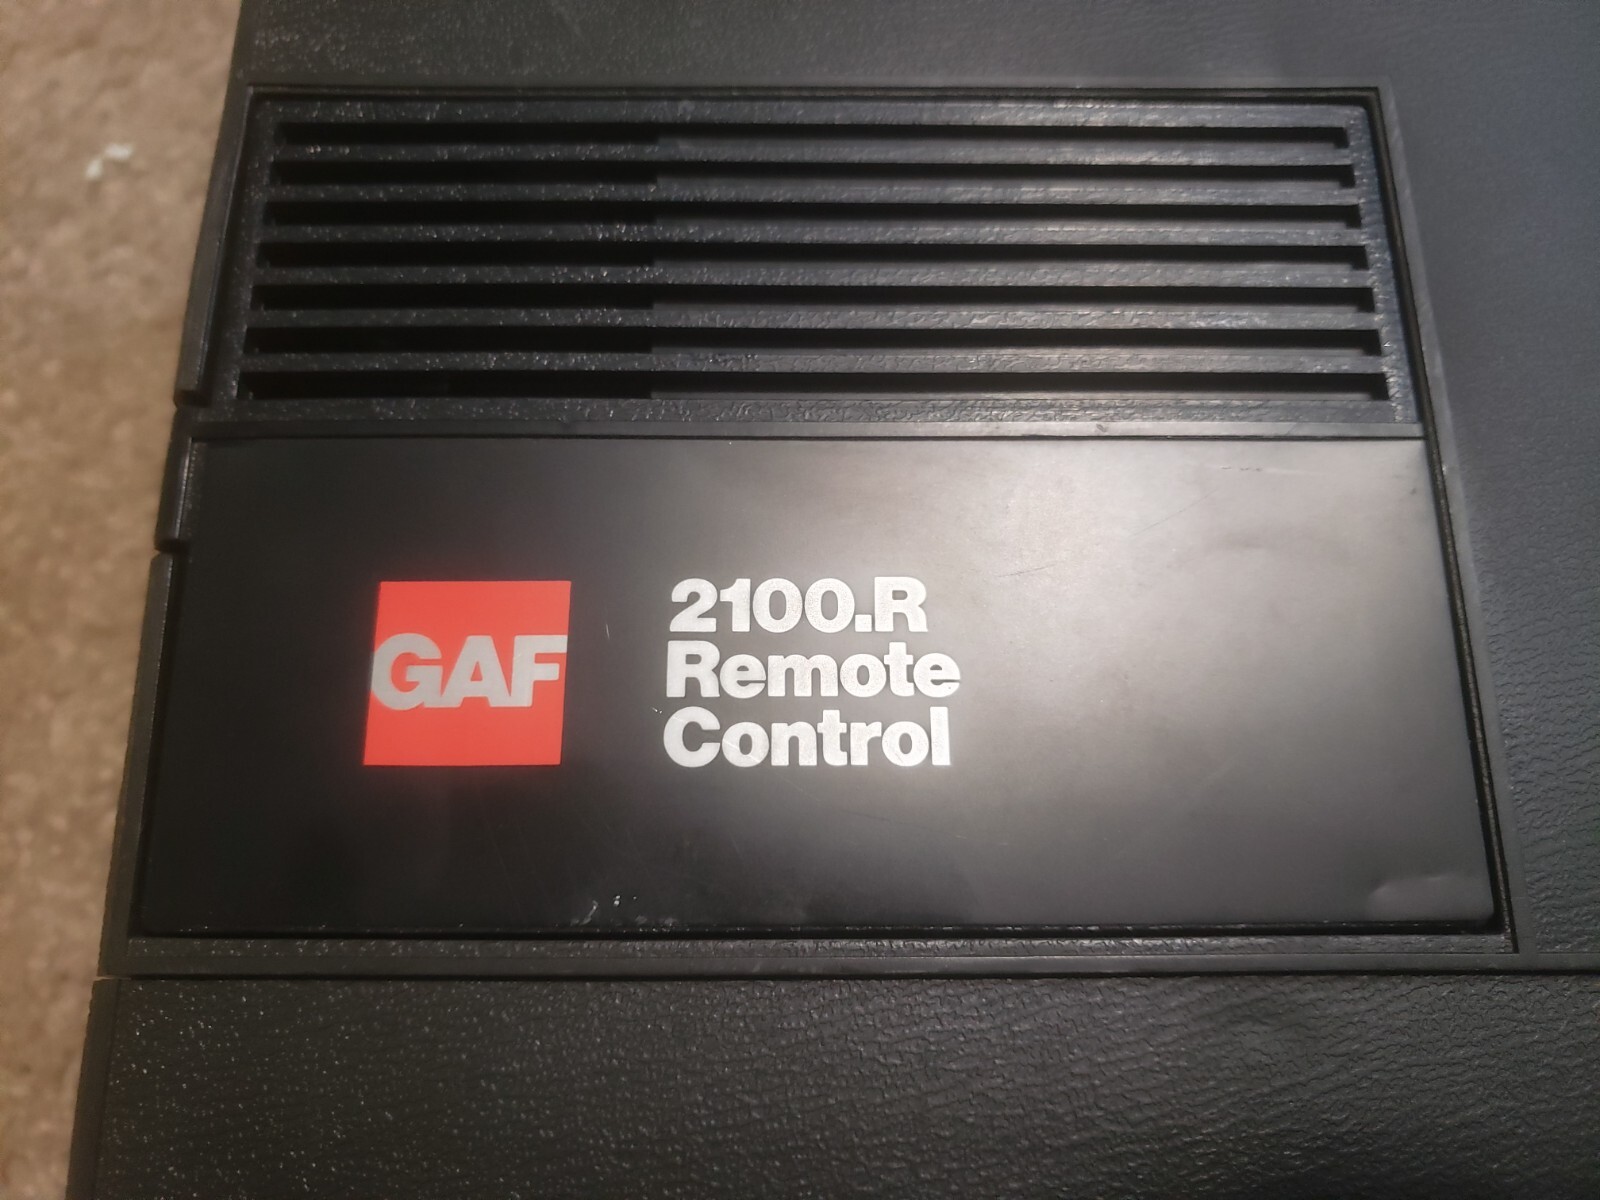 GAF
2100.R
Remote
Control